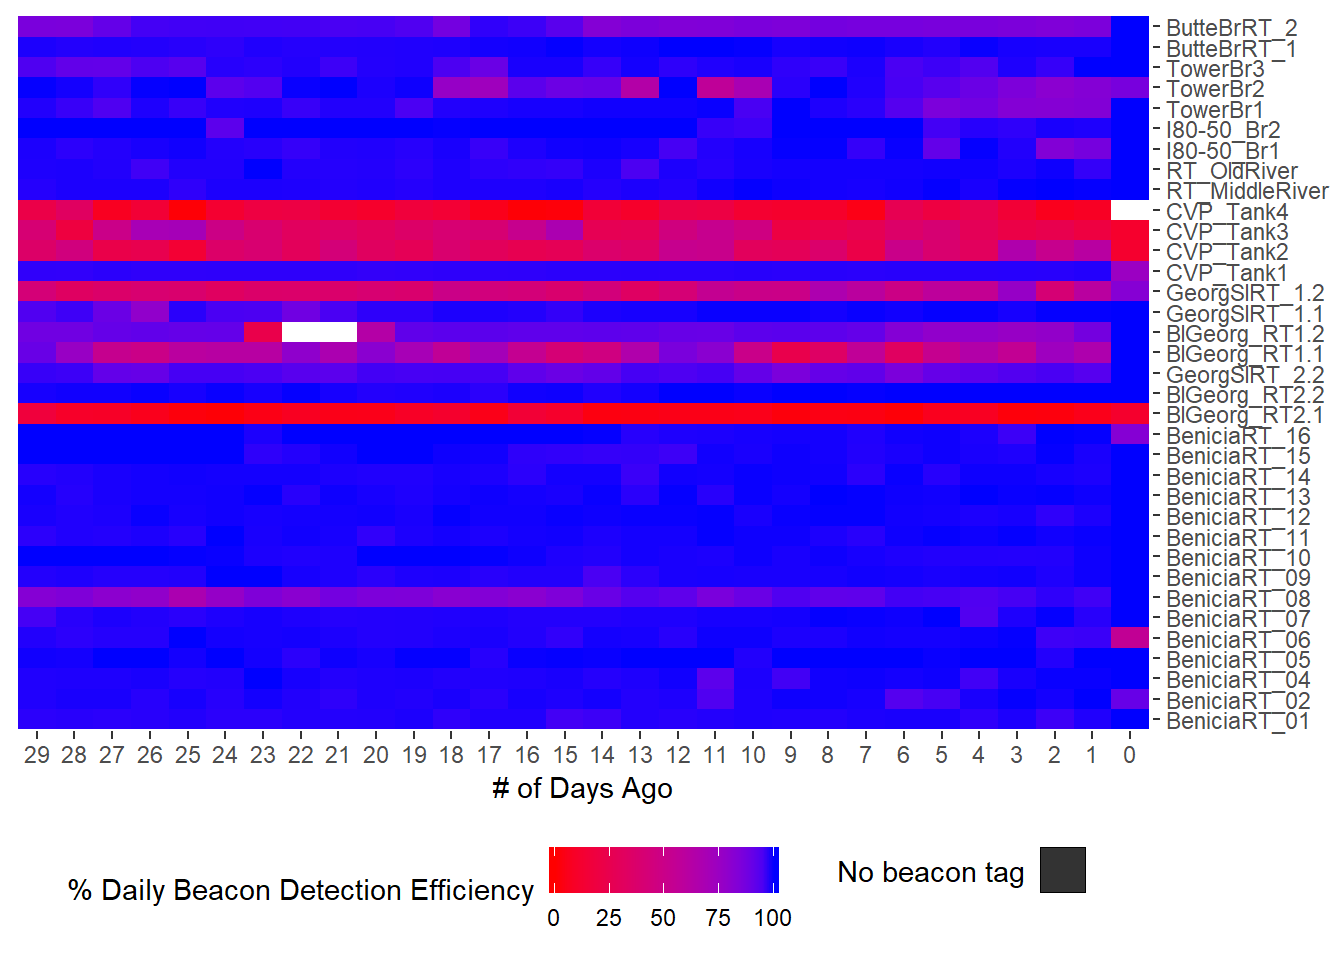 ButteBrRT_2
ButteBrRT_1
TowerBr3
TowerBr2
TowerBr1
I80-50_Br2
I80-50_Br1
RT_OldRiver
RT_MiddleRiver
CVP_Tank4
CVP_Tank3
CVP_Tank2
CVP_Tank1
GeorgSlRT_1.2
GeorgSlRT_1.1
BlGeorg_RT1.2
BlGeorg_RT1.1
GeorgSlRT_2.2
BlGeorg_RT2.2
BlGeorg_RT2.1
BeniciaRT_16
BeniciaRT_15
BeniciaRT_14
BeniciaRT_13
BeniciaRT_12
BeniciaRT_11
BeniciaRT_10
BeniciaRT_09
BeniciaRT_08
BeniciaRT_07
BeniciaRT_06
BeniciaRT_05
BeniciaRT_04
BeniciaRT_02
BeniciaRT_01
29 28 27 26 25 24 23 22 21 20 19 18 17 16 15 14 13 12 11 10 9 8 7 6 5 4 3 2 1 0
# of Days Ago
% Daily Beacon Detection Efficiency
0 25 50 75 100
No beacon tag